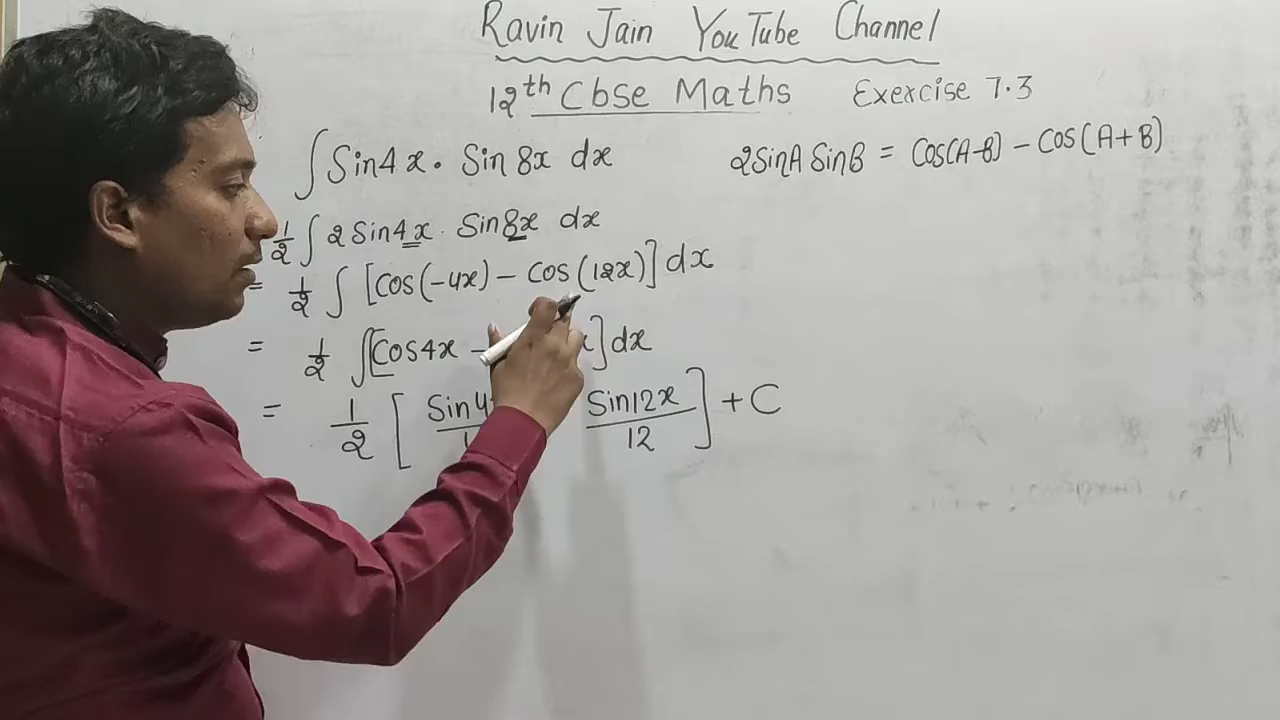 Ravin Jain YouTube Channel
12th Cbse Maths Exercise 7.3
∫ Sin4x . Sin 8x dx
2SinA SinB = Cos(A-B) - Cos(A+B)
1/2 ∫ 2 Sin4x . Sin8x dx
= 1/2 ∫ [Cos(-4x) - Cos(12x)] dx
= 1/2 ∫ [Cos4x - x] dx
= 1/2 [ Sin4 Sin12x/12 ] + C